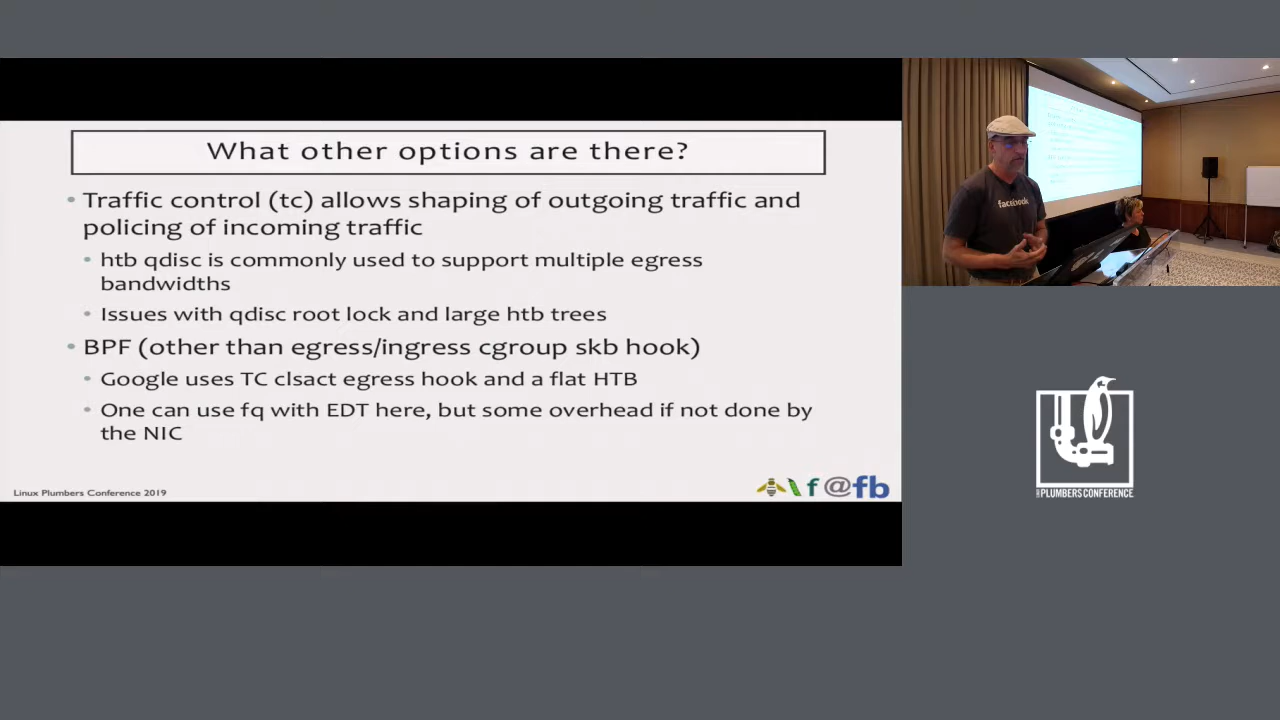 What other options are there?
• Traffic control (tc) allows shaping of outgoing traffic and
policing of incoming traffic
• htb qdisc is commonly used to support multiple egress
bandwidths
• Issues with qdisc root lock and large htb trees
• BPF (other than egress/ingress cgroup skb hook)
• Google uses TC clsact egress hook and a flat HTB
• One can use fq with EDT here, but some overhead if not done by
the NIC
Linux Plumbers Conference 2019
f@fb
facebook
PLUMBERS CONFERENCE